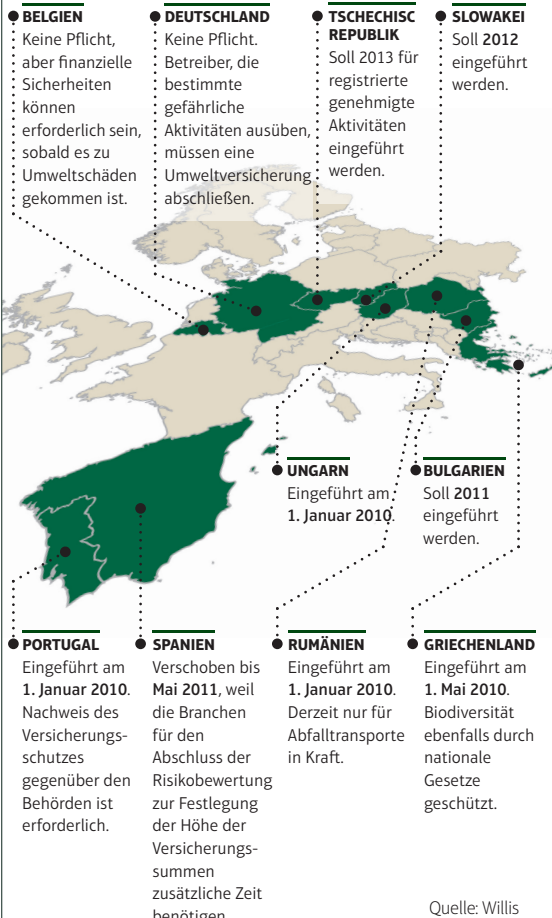 BELGIEN
Keine Pflicht,
aber finanzielle
Sicherheiten
können
erforderlich sein,
sobald es zu
Umweltschäden
gekommen ist.
DEUTSCHLAND
Keine Pflicht.
Betreiber, die
bestimmte
gefährliche
Aktivitäten ausüben,
müssen eine
Umweltversicherung
abschließen.
TSCHECHISC
REPUBLIK
Soll 2013 für
registrierte
genehmigte
Aktivitäten
eingeführt
werden.
SLOWAKEI
Soll 2012
eingeführt
werden.
UNGARN
Eingeführt am
1. Januar 2010.
BULGARIEN
Soll 2011
eingeführt
werden.
PORTUGAL
Eingeführt am
1. Januar 2010.
Nachweis des
Versicherungs-
schutzes
gegenüber den
Behörden ist
erforderlich.
SPANIEN
Verschoben bis
Mai 2011, weil
die Branchen
für den
Abschluss der
Risikobewertung
zur Festlegung
der Höhe der
Versicherungs-
summen
zusätzliche Zeit
benötigen
RUMÄNIEN
Eingeführt am
1. Januar 2010.
Derzeit nur für
Abfalltransporte
in Kraft.
GRIECHENLAND
Eingeführt am
1. Mai 2010.
Biodiversität
ebenfalls durch
nationale
Gesetze
geschützt.
Quelle: Willis